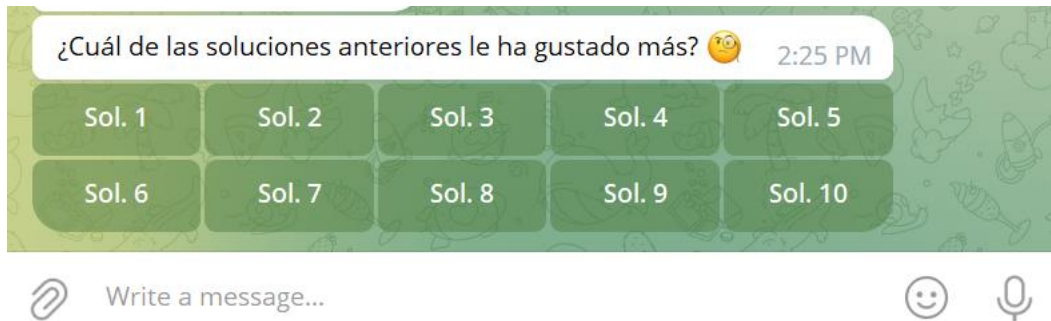 ¿Cuál de las soluciones anteriores le ha gustado más? 🧐 2:25 PM
Sol. 1 Sol. 2 Sol. 3 Sol. 4 Sol. 5
Sol. 6 Sol. 7 Sol. 8 Sol. 9 Sol. 10
Write a message...